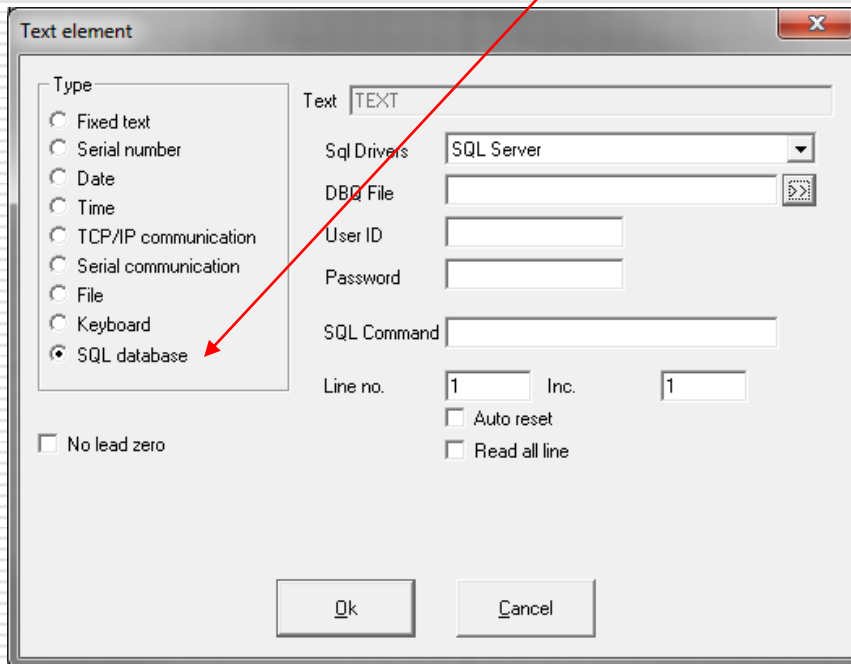 Text element
Type
Fixed text
Serial number
Date
Time
TCP/IP communication
Serial communication
File
Keyboard
SQL database
No lead zero
Text TEXT
Sql Drivers SQL Server
DBQ File >>
User ID
Password
SQL Command
Line no. 1 Inc. 1
Auto reset
Read all line
Ok Cancel